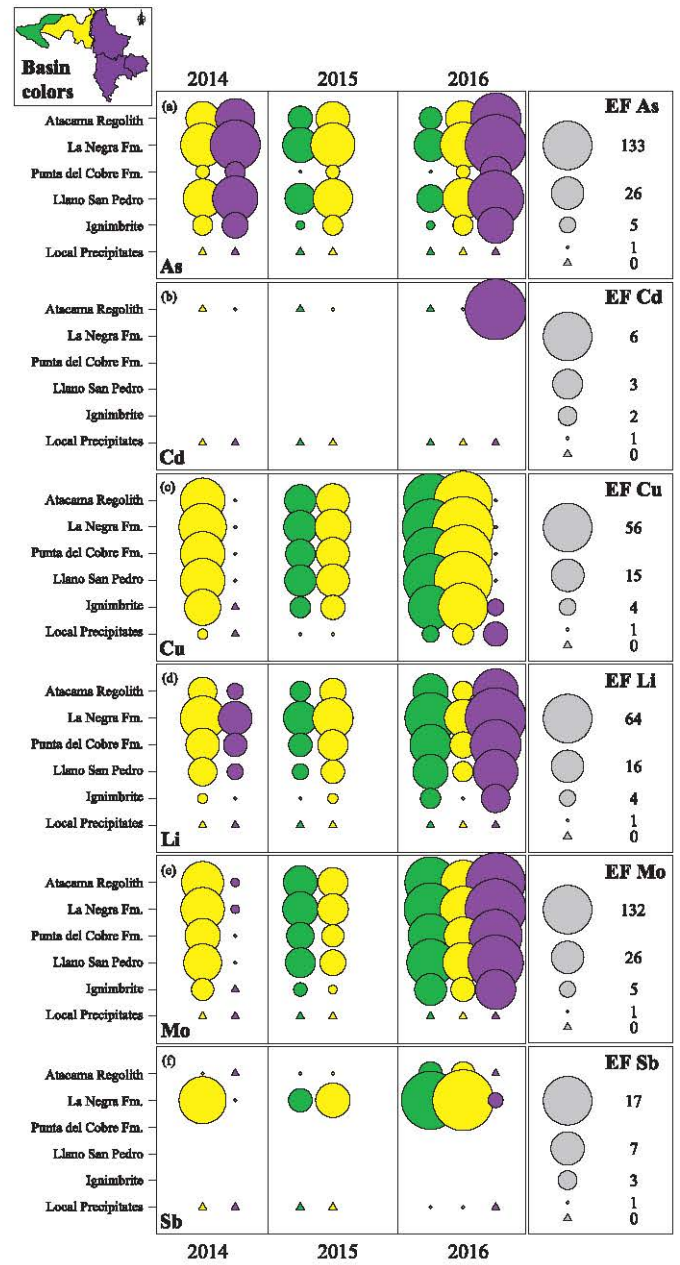 Basin
colors
N
2014 2015 2016
(a) EF As
Atacama Regolith
La Negra Fm. 133
Punta del Cobre Fm.
Llano San Pedro 26
Ignimbrite 5
1
Local Precipitates 0
As
(b) EF Cd
Atacama Regolith
La Negra Fm. 6
Punta del Cobre Fm.
Llano San Pedro 3
Ignimbrite 2
1
Local Precipitates 0
Cd
(c) EF Cu
Atacama Regolith
La Negra Fm. 56
Punta del Cobre Fm.
Llano San Pedro 15
Ignimbrite 4
Local Precipitates 1
0
Cu
(d) EF Li
Atacama Regolith
La Negra Fm. 64
Punta del Cobre Fm.
Llano San Pedro 16
Ignimbrite 4
Local Precipitates 1
0
Li
(e) EF Mo
Atacama Regolith
La Negra Fm. 132
Punta del Cobre Fm.
Llano San Pedro 26
Ignimbrite 5
Local Precipitates 1
0
Mo
(f) EF Sb
Atacama Regolith
La Negra Fm. 17
Punta del Cobre Fm.
Llano San Pedro 7
Ignimbrite 3
Local Precipitates 1
0
Sb
2014 2015 2016